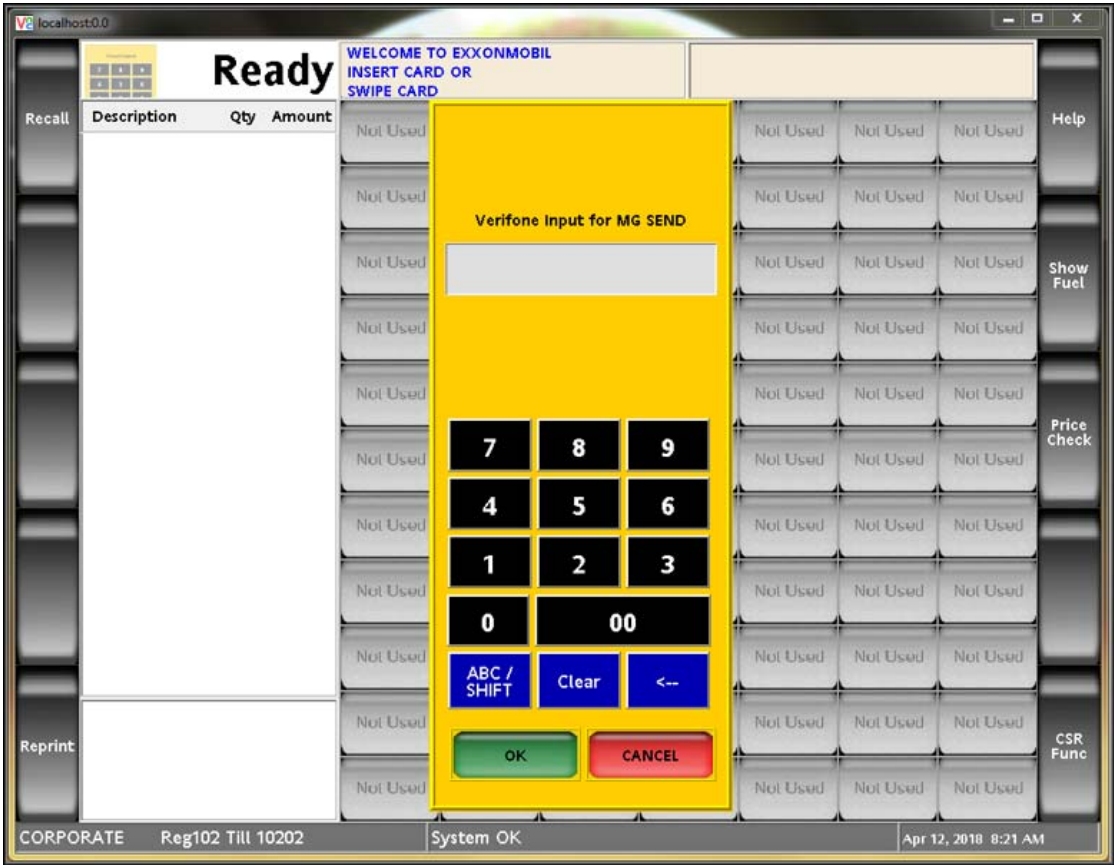 localhost:0.0
Ready
WELCOME TO EXXONMOBIL
INSERT CARD OR
SWIPE CARD
Recall
Description Qty Amount
Not Used Not Used Not Used Not Used
Help
Not Used Not Used Not Used Not Used
Verifone Input for MG SEND
Not Used Not Used Not Used Not Used
Show
Fuel
Not Used Not Used Not Used Not Used
Not Used Not Used Not Used Not Used
Price
Check
7 8 9
Not Used Not Used Not Used Not Used
4 5 6
Not Used Not Used Not Used Not Used
1 2 3
Not Used Not Used Not Used Not Used
0 00
Not Used Not Used Not Used Not Used
ABC /
SHIFT
Clear
<--
Not Used Not Used Not Used Not Used
Reprint
OK
CANCEL
CSR
Func
Not Used Not Used Not Used Not Used
CORPORATE Reg102 Till 10202 System OK Apr 12, 2018 8:21 AM